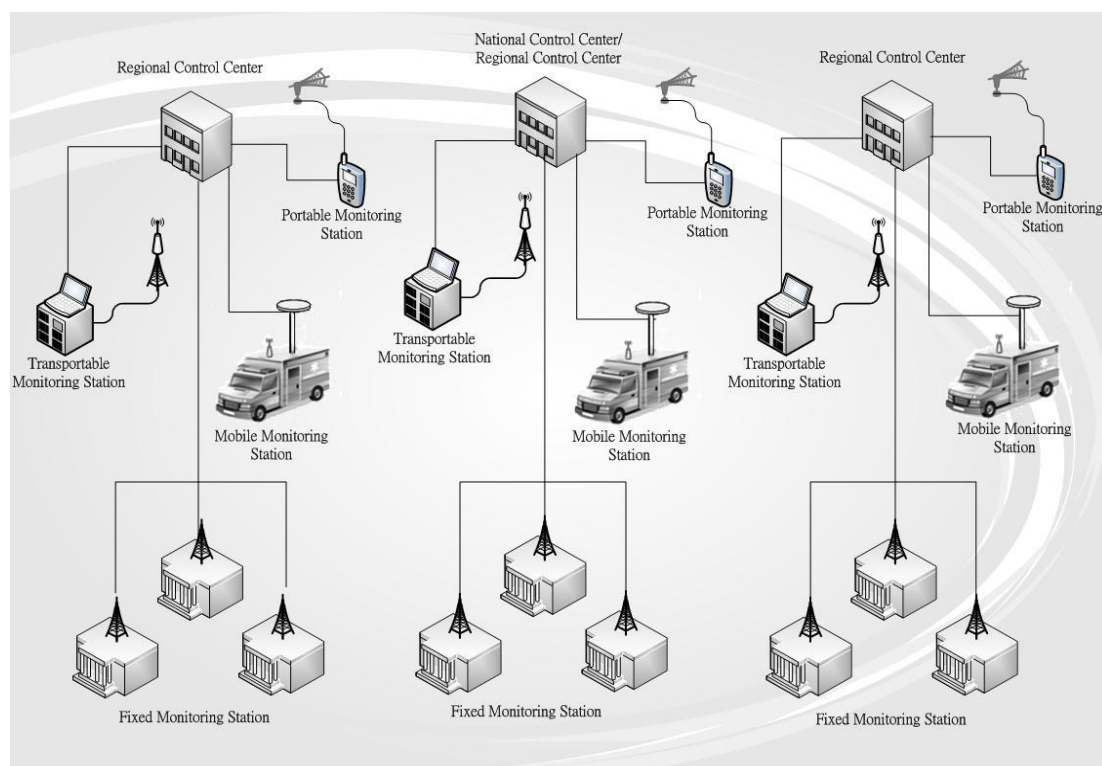 National Control Center/
Regional Control Center
Regional Control Center
Regional Control Center
Portable Monitoring
Station
Portable Monitoring
Station
Portable Monitoring
Station
Transportable
Monitoring Station
Transportable
Monitoring Station
Transportable
Monitoring Station
Mobile Monitoring
Station
Mobile Monitoring
Station
Mobile Monitoring
Station
Fixed Monitoring Station
Fixed Monitoring Station
Fixed Monitoring Station